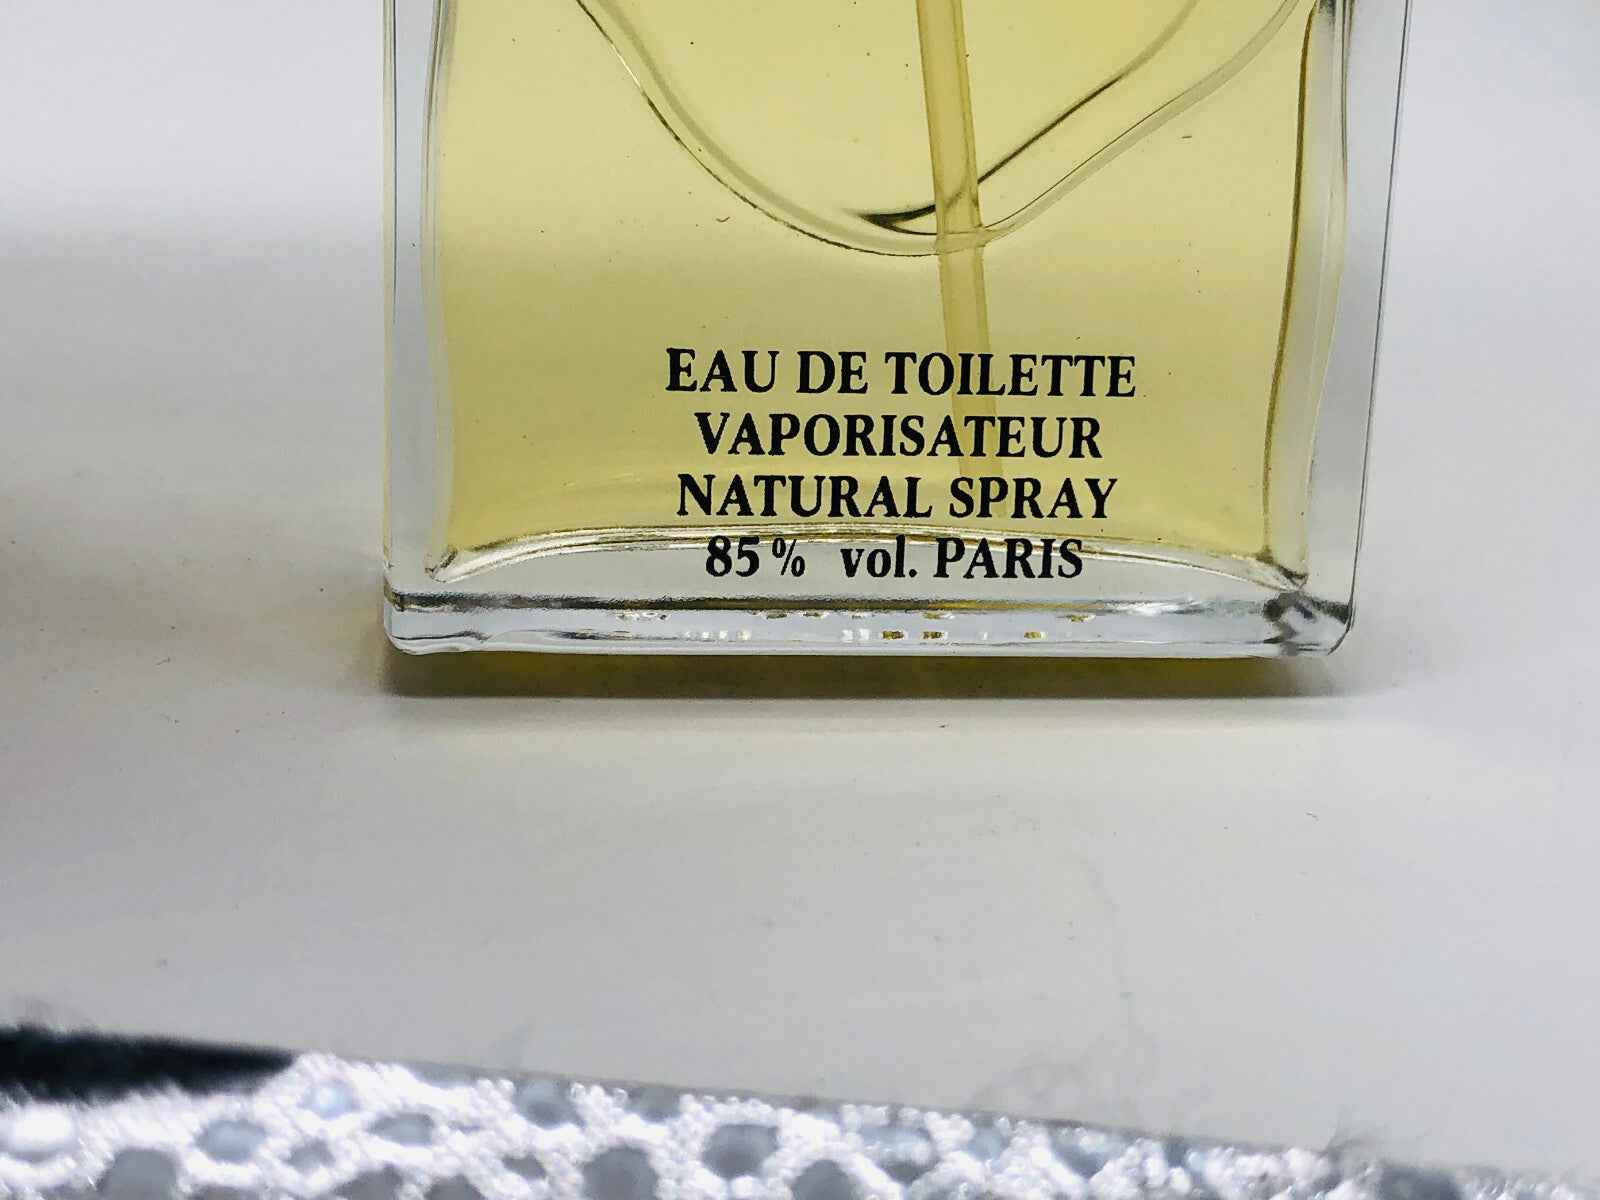 EAU DE TOILETTE
VAPORISATEUR
NATURAL SPRAY
85% vol. PARIS